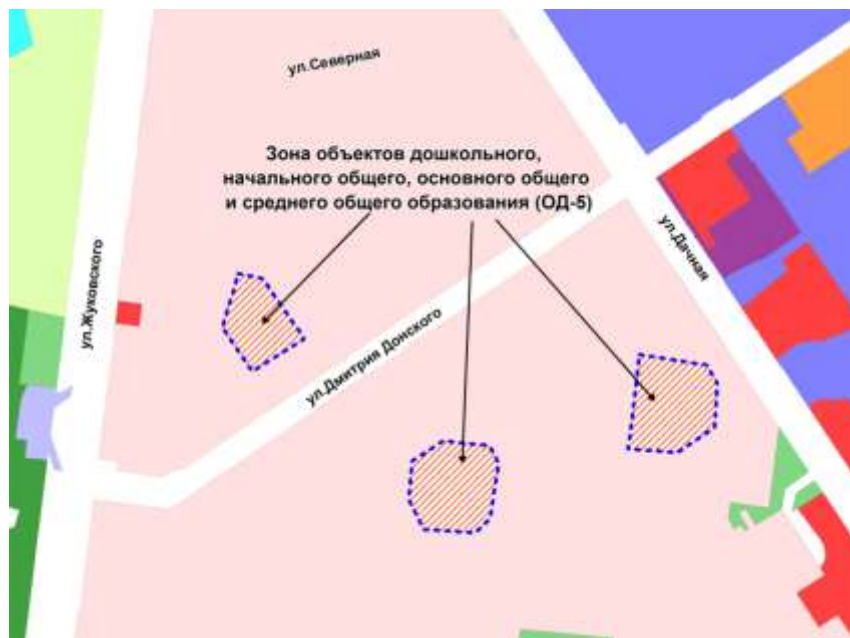 ул.Северная
Зона объектов дошкольного,
начального общего, основного общего
и среднего общего образования (ОД-5)
ул.Дачная
ул.Жуковского
ул.Дмитрия Донского